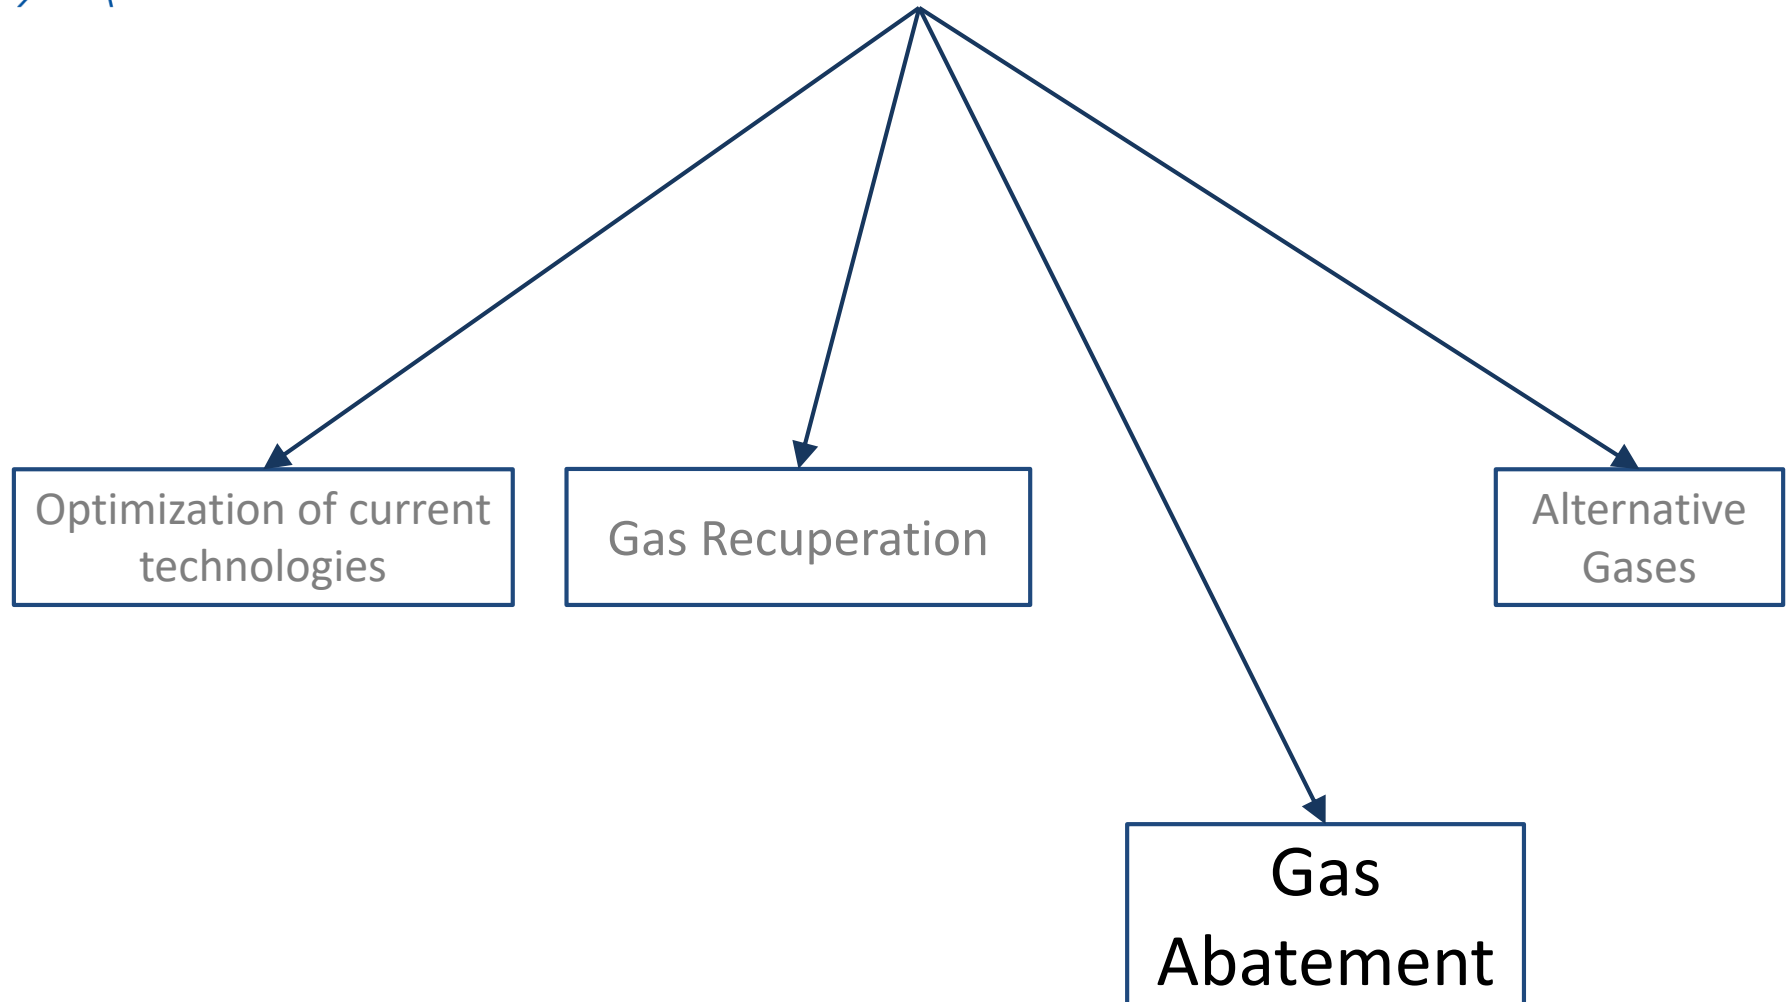 Optimization of current
technologies
Gas Recuperation
Alternative
Gases
Gas
Abatement